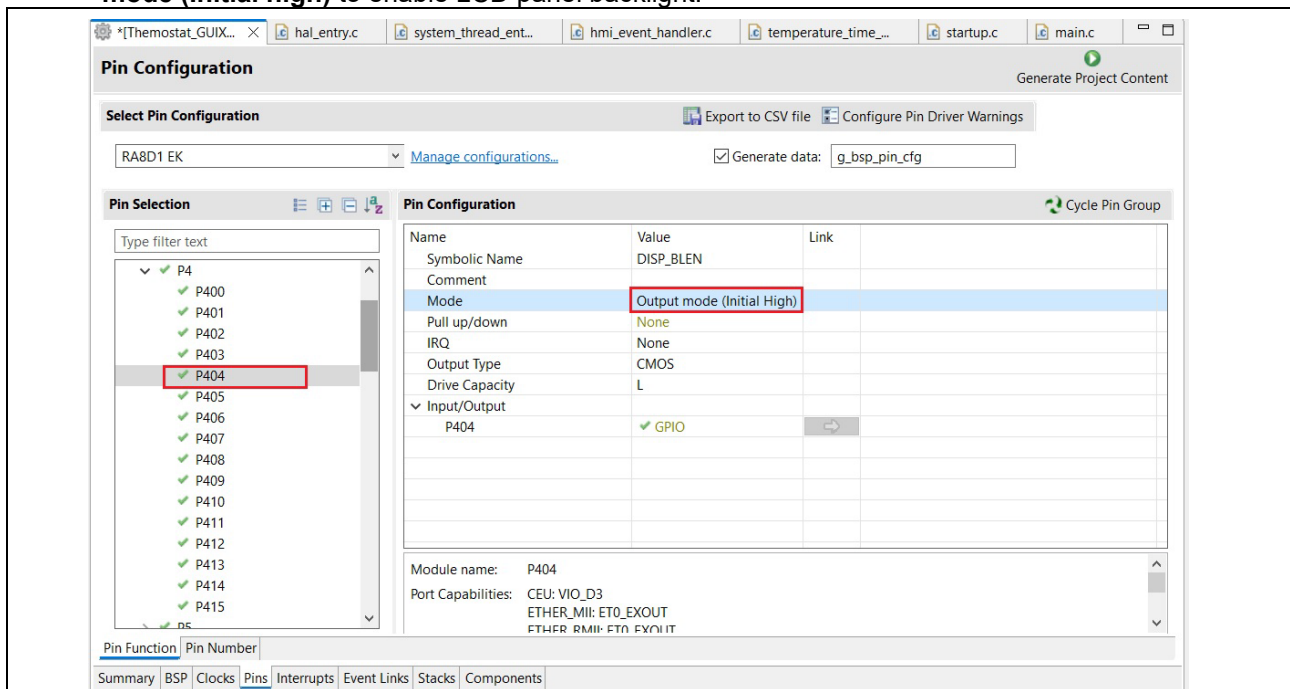 mode (Initial High) to enable LCD panel backlight.
*[Themostat_GUIX... hal_entry.c system_thread_ent... hmi_event_handler.c temperature_time_... startup.c main.c
Pin Configuration
Generate Project Content
Select Pin Configuration Export to CSV file Configure Pin Driver Warnings
RA8D1 EK Manage configurations... Generate data: g_bsp_pin_cfg
Pin Selection Pin Configuration Cycle Pin Group
Type filter text
P4
P400
P401
P402
P403
P404
P405
P406
P407
P408
P409
P410
P411
P412
P413
P414
P415
P5
Name Value Link
Symbolic Name DISP_BLEN
Comment
Mode Output mode (Initial High)
Pull up/down None
IRQ None
Output Type CMOS
Drive Capacity L
Input/Output
P404 GPIO
Module name: P404
Port Capabilities: CEU: VIO_D3
ETHER_MII: ET0_EXOUT
ETHER_RMII: ET0_EXOUT
Pin Function Pin Number
Summary BSP Clocks Pins Interrupts Event Links Stacks Components